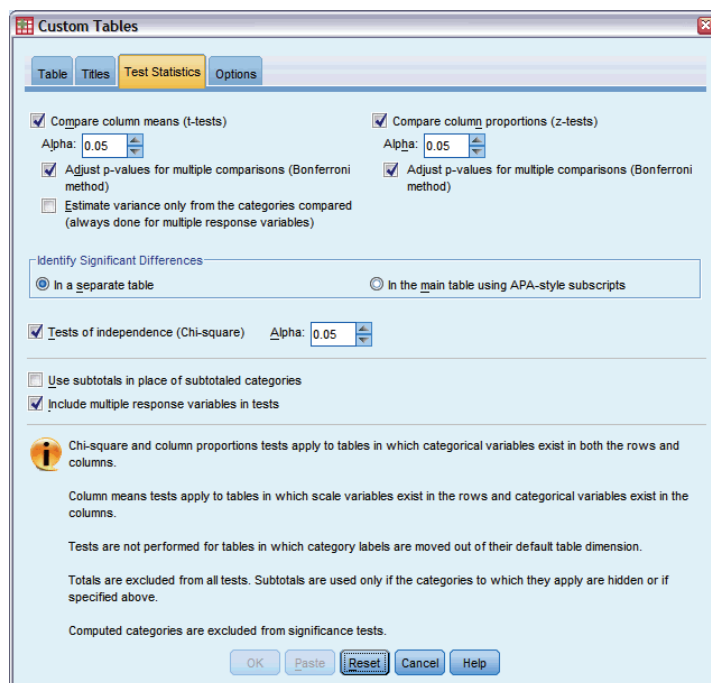 Custom Tables
Table Titles Test Statistics Options
Compare column means (t-tests)
Alpha: 0.05
Adjust p-values for multiple comparisons (Bonferroni
method)
Estimate variance only from the categories compared
(always done for multiple response variables)
Compare column proportions (z-tests)
Alpha: 0.05
Adjust p-values for multiple comparisons (Bonferroni
method)
Identify Significant Differences
In a separate table In the main table using APA-style subscripts
Tests of independence (Chi-square) Alpha: 0.05
Use subtotals in place of subtotaled categories
Include multiple response variables in tests
Chi-square and column proportions tests apply to tables in which categorical variables exist in both the rows and
columns.
Column means tests apply to tables in which scale variables exist in the rows and categorical variables exist in the
columns.
Tests are not performed for tables in which category labels are moved out of their default table dimension.
Totals are excluded from all tests. Subtotals are used only if the categories to which they apply are hidden or if
specified above.
Computed categories are excluded from significance tests.
OK Paste Reset Cancel Help